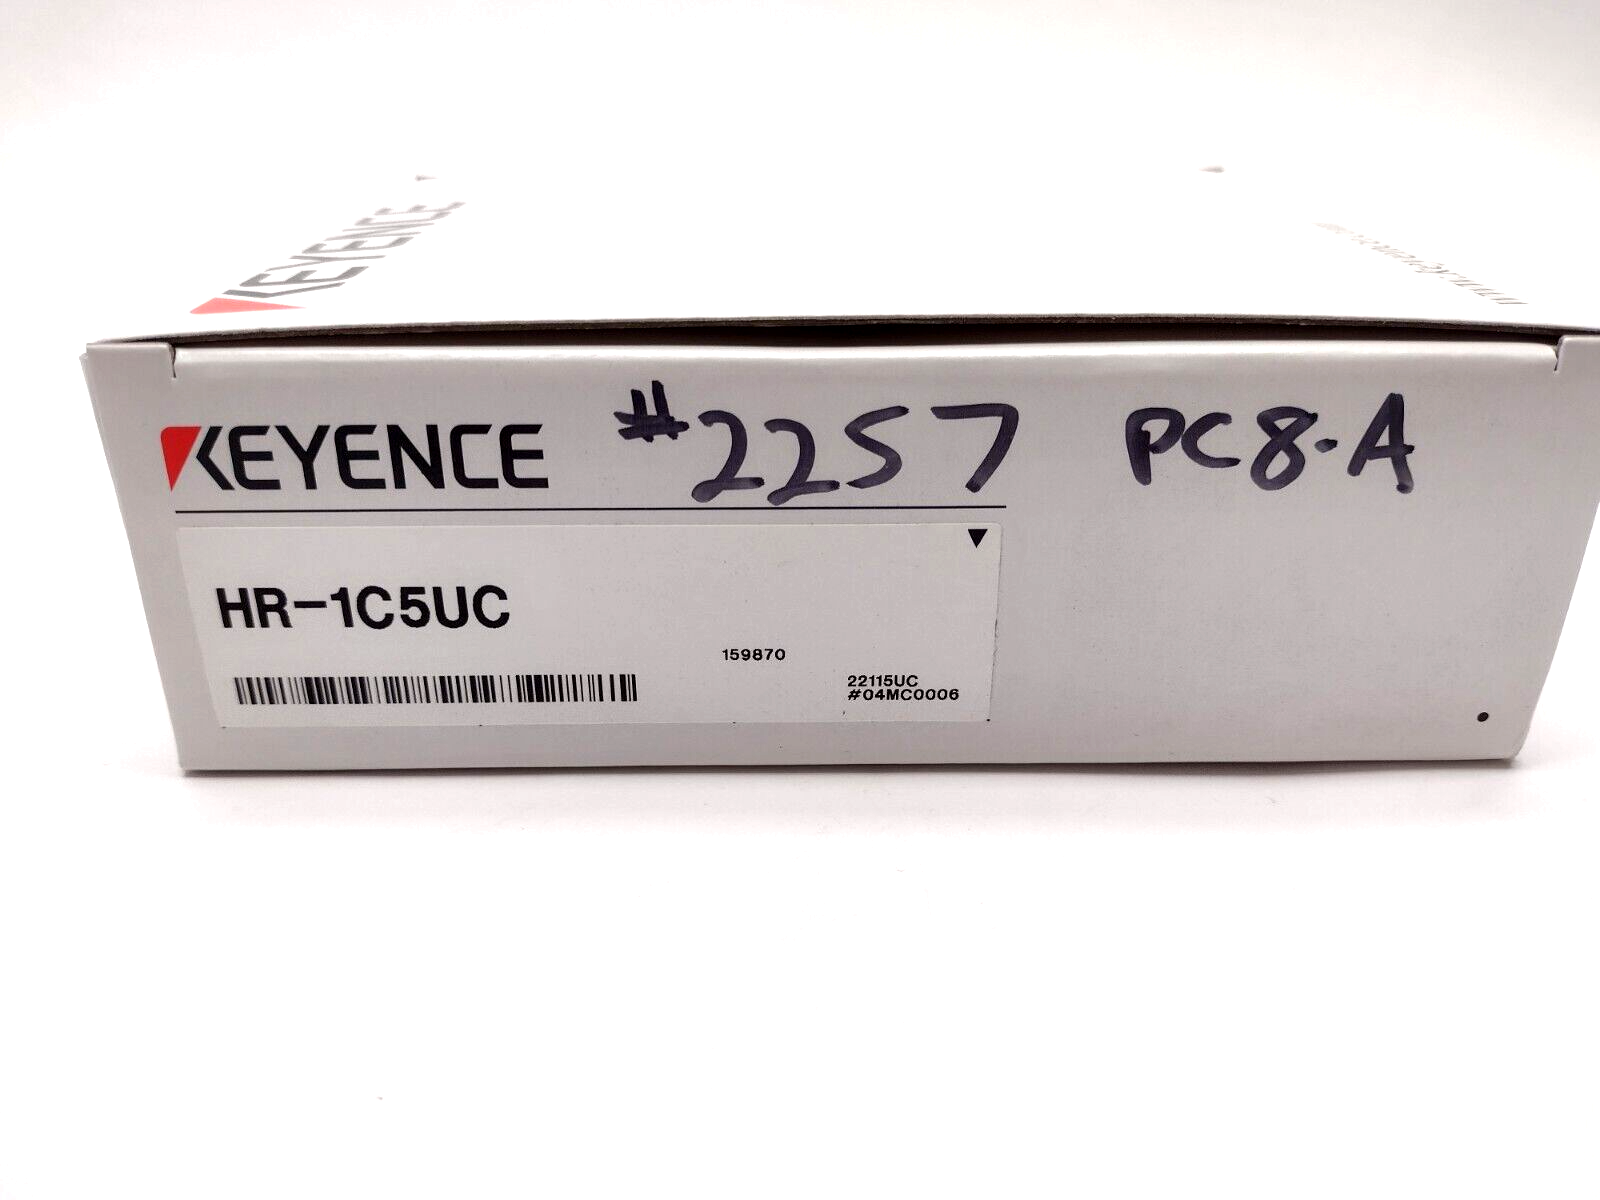 KEYENCE
KEYENCE #2257 PC8-A
HR-1C5UC
159870
22115UC
#04MC0006